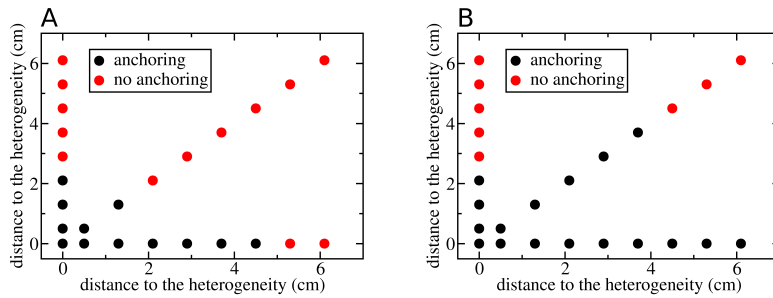 A
distance to the heterogeneity (cm)
6
4
2
0
anchoring
no anchoring
0
2
4
6
distance to the heterogeneity (cm)
B
distance to the heterogeneity (cm)
6
4
2
0
anchoring
no anchoring
0
2
4
6
distance to the heterogeneity (cm)